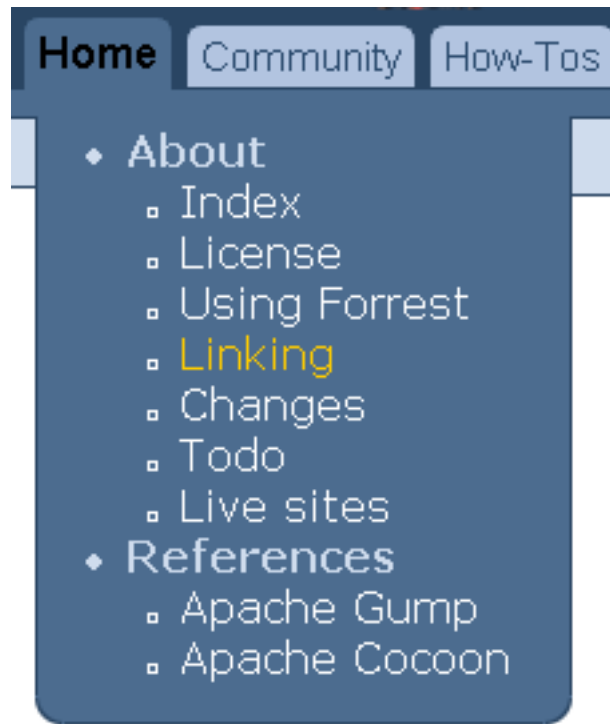 Home Community How-Tos
About
Index
License
Using Forrest
Linking
Changes
Todo
Live sites
References
Apache Gump
Apache Cocoon